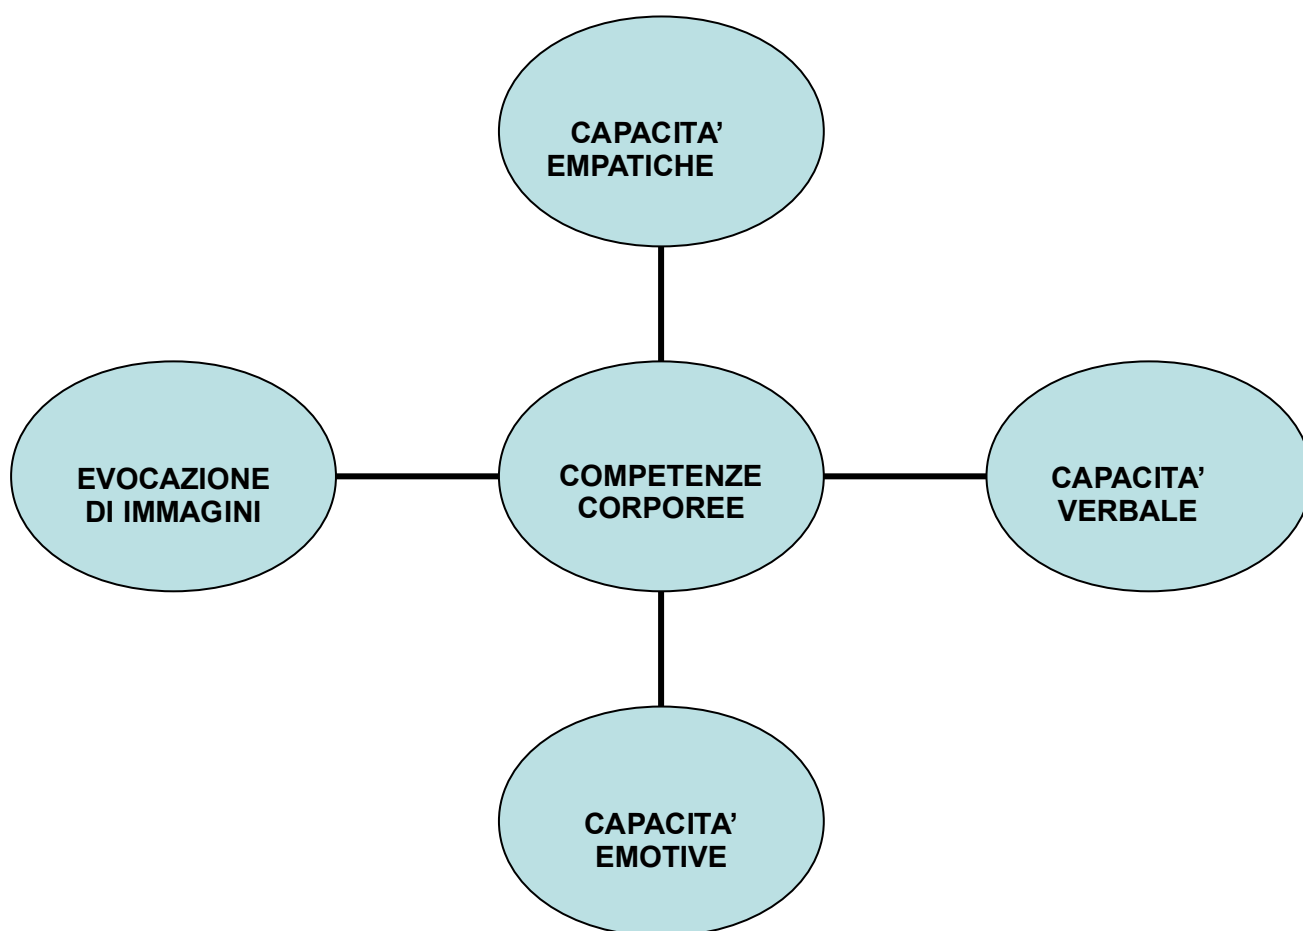 CAPACITA’
EMPATICHE
EVOCAZIONE
DI IMMAGINI
COMPETENZE
CORPOREE
CAPACITA’
VERBALE
CAPACITA’
EMOTIVE